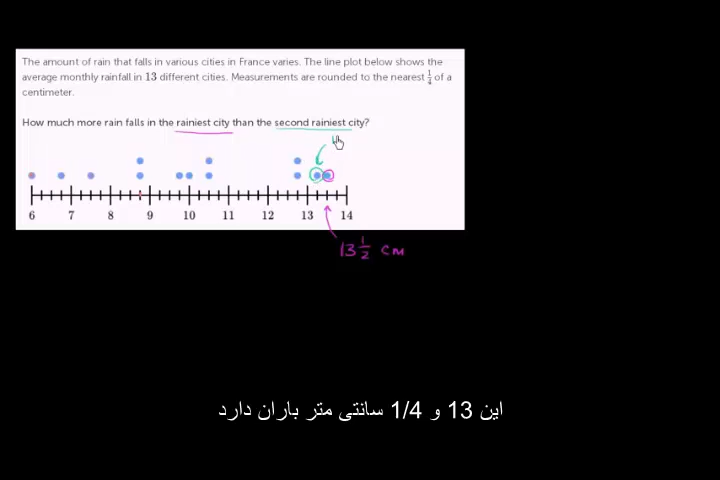 The amount of rain that falls in various cities in France varies. The line plot below shows the
average monthly rainfall in 13 different cities. Measurements are rounded to the nearest 1/4 of a
centimeter.
How much more rain falls in the rainiest city than the second rainiest city?
6 7 8 9 10 11 12 13 14
13 1/2 cm
این 13 و 1/4 سانتی متر باران دارد